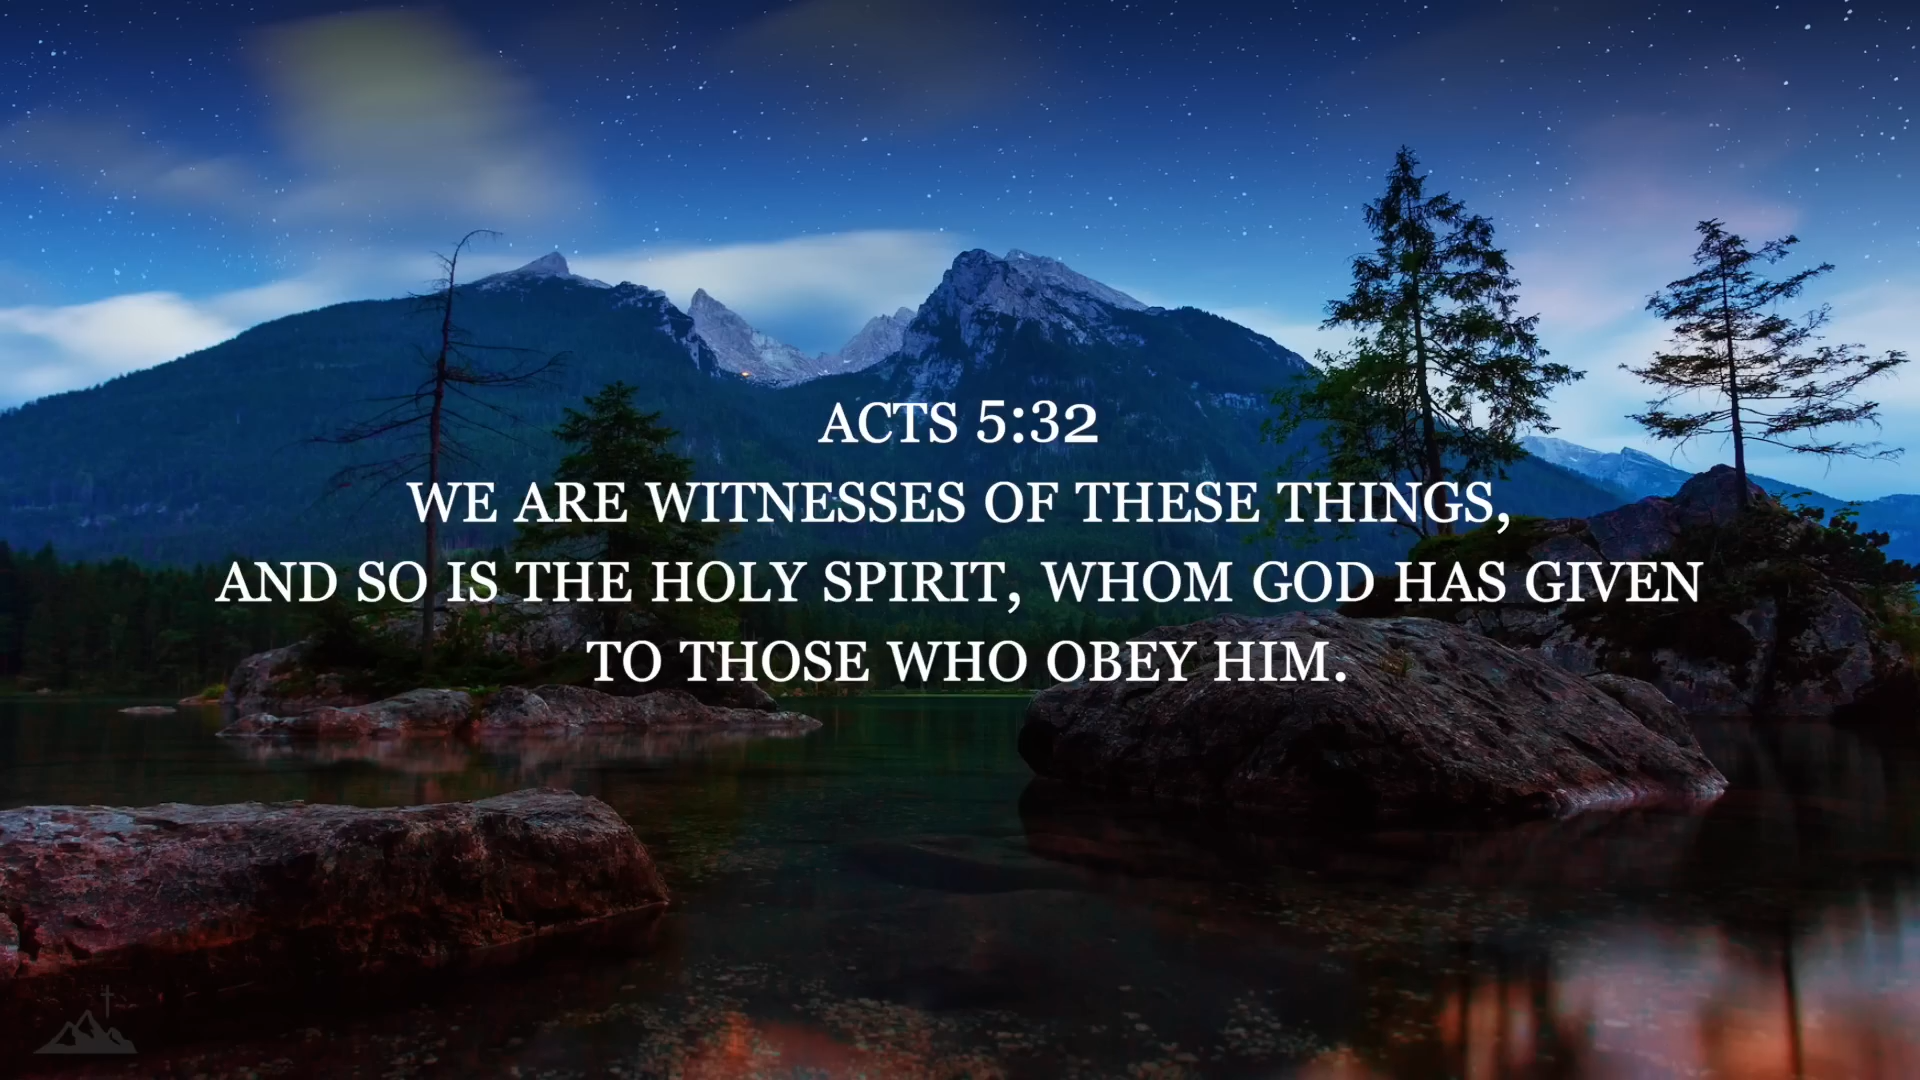 ACTS 5:32
WE ARE WITNESSES OF THESE THINGS,
AND SO IS THE HOLY SPIRIT, WHOM GOD HAS GIVEN
TO THOSE WHO OBEY HIM.